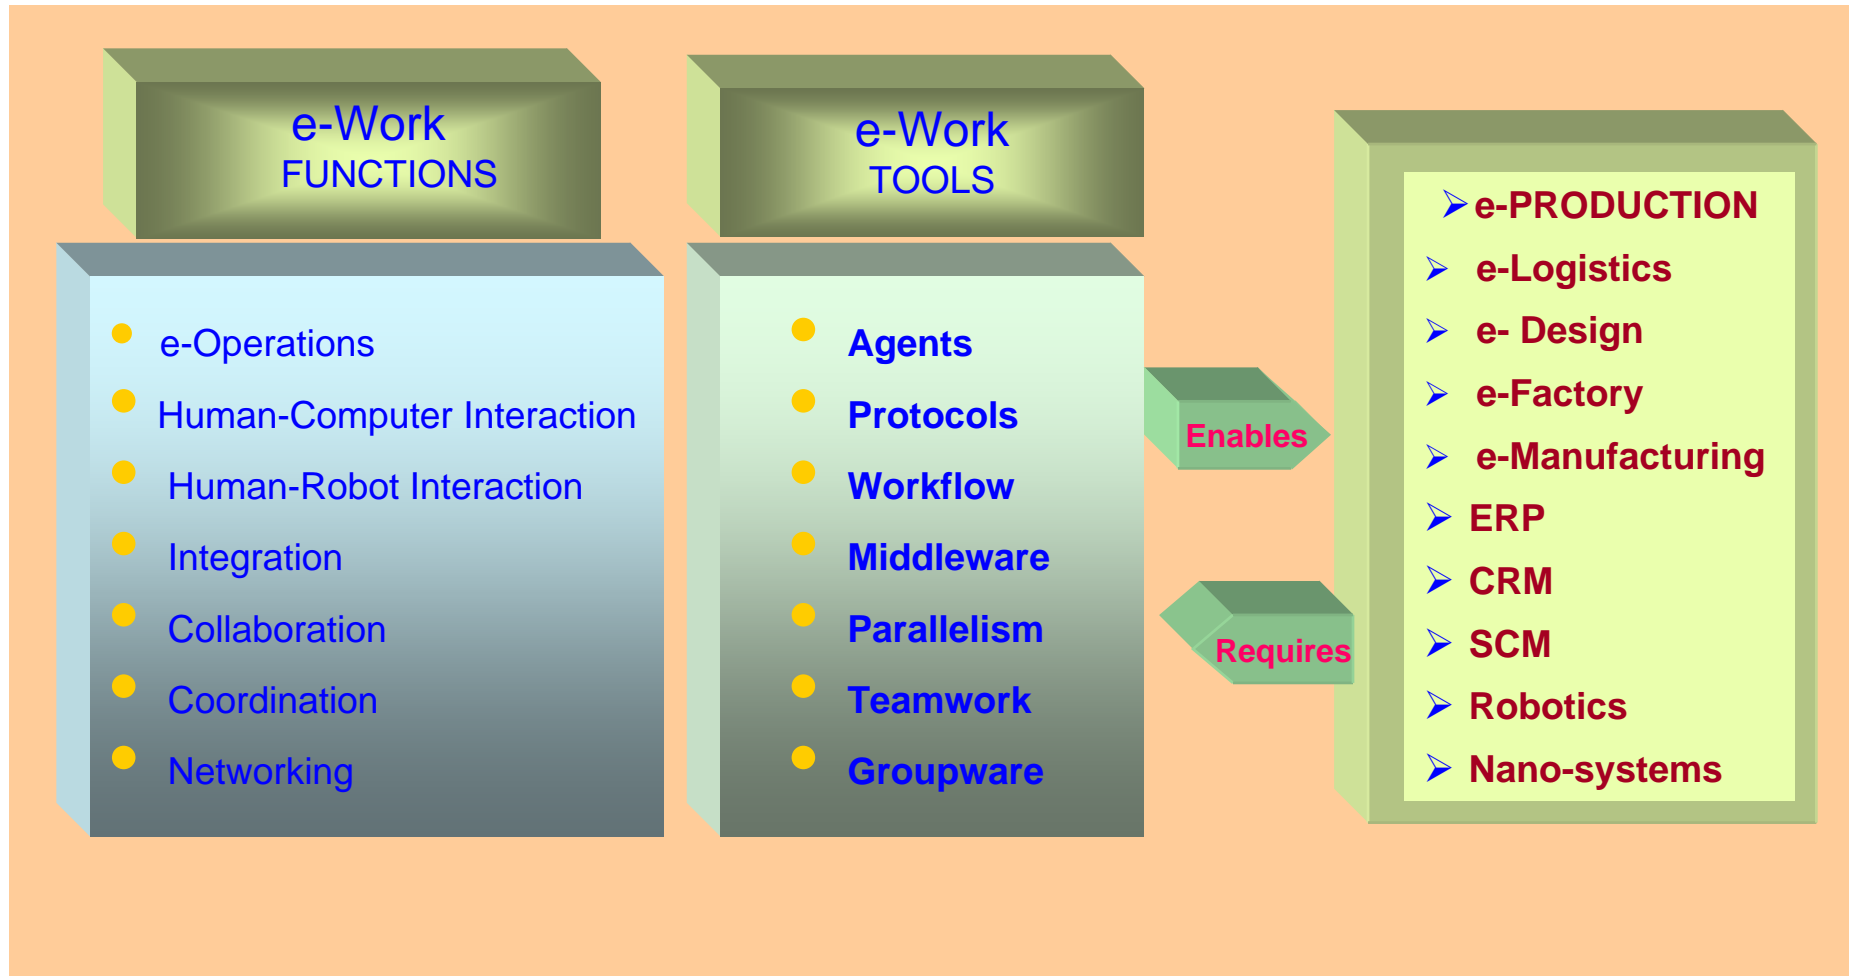 e-Work
FUNCTIONS
e-Operations
Human-Computer Interaction
Human-Robot Interaction
Integration
Collaboration
Coordination
Networking
e-Work
TOOLS
Agents
Protocols
Workflow
Middleware
Parallelism
Teamwork
Groupware
Enables
Requires
e-PRODUCTION
e-Logistics
e- Design
e-Factory
e-Manufacturing
ERP
CRM
SCM
Robotics
Nano-systems